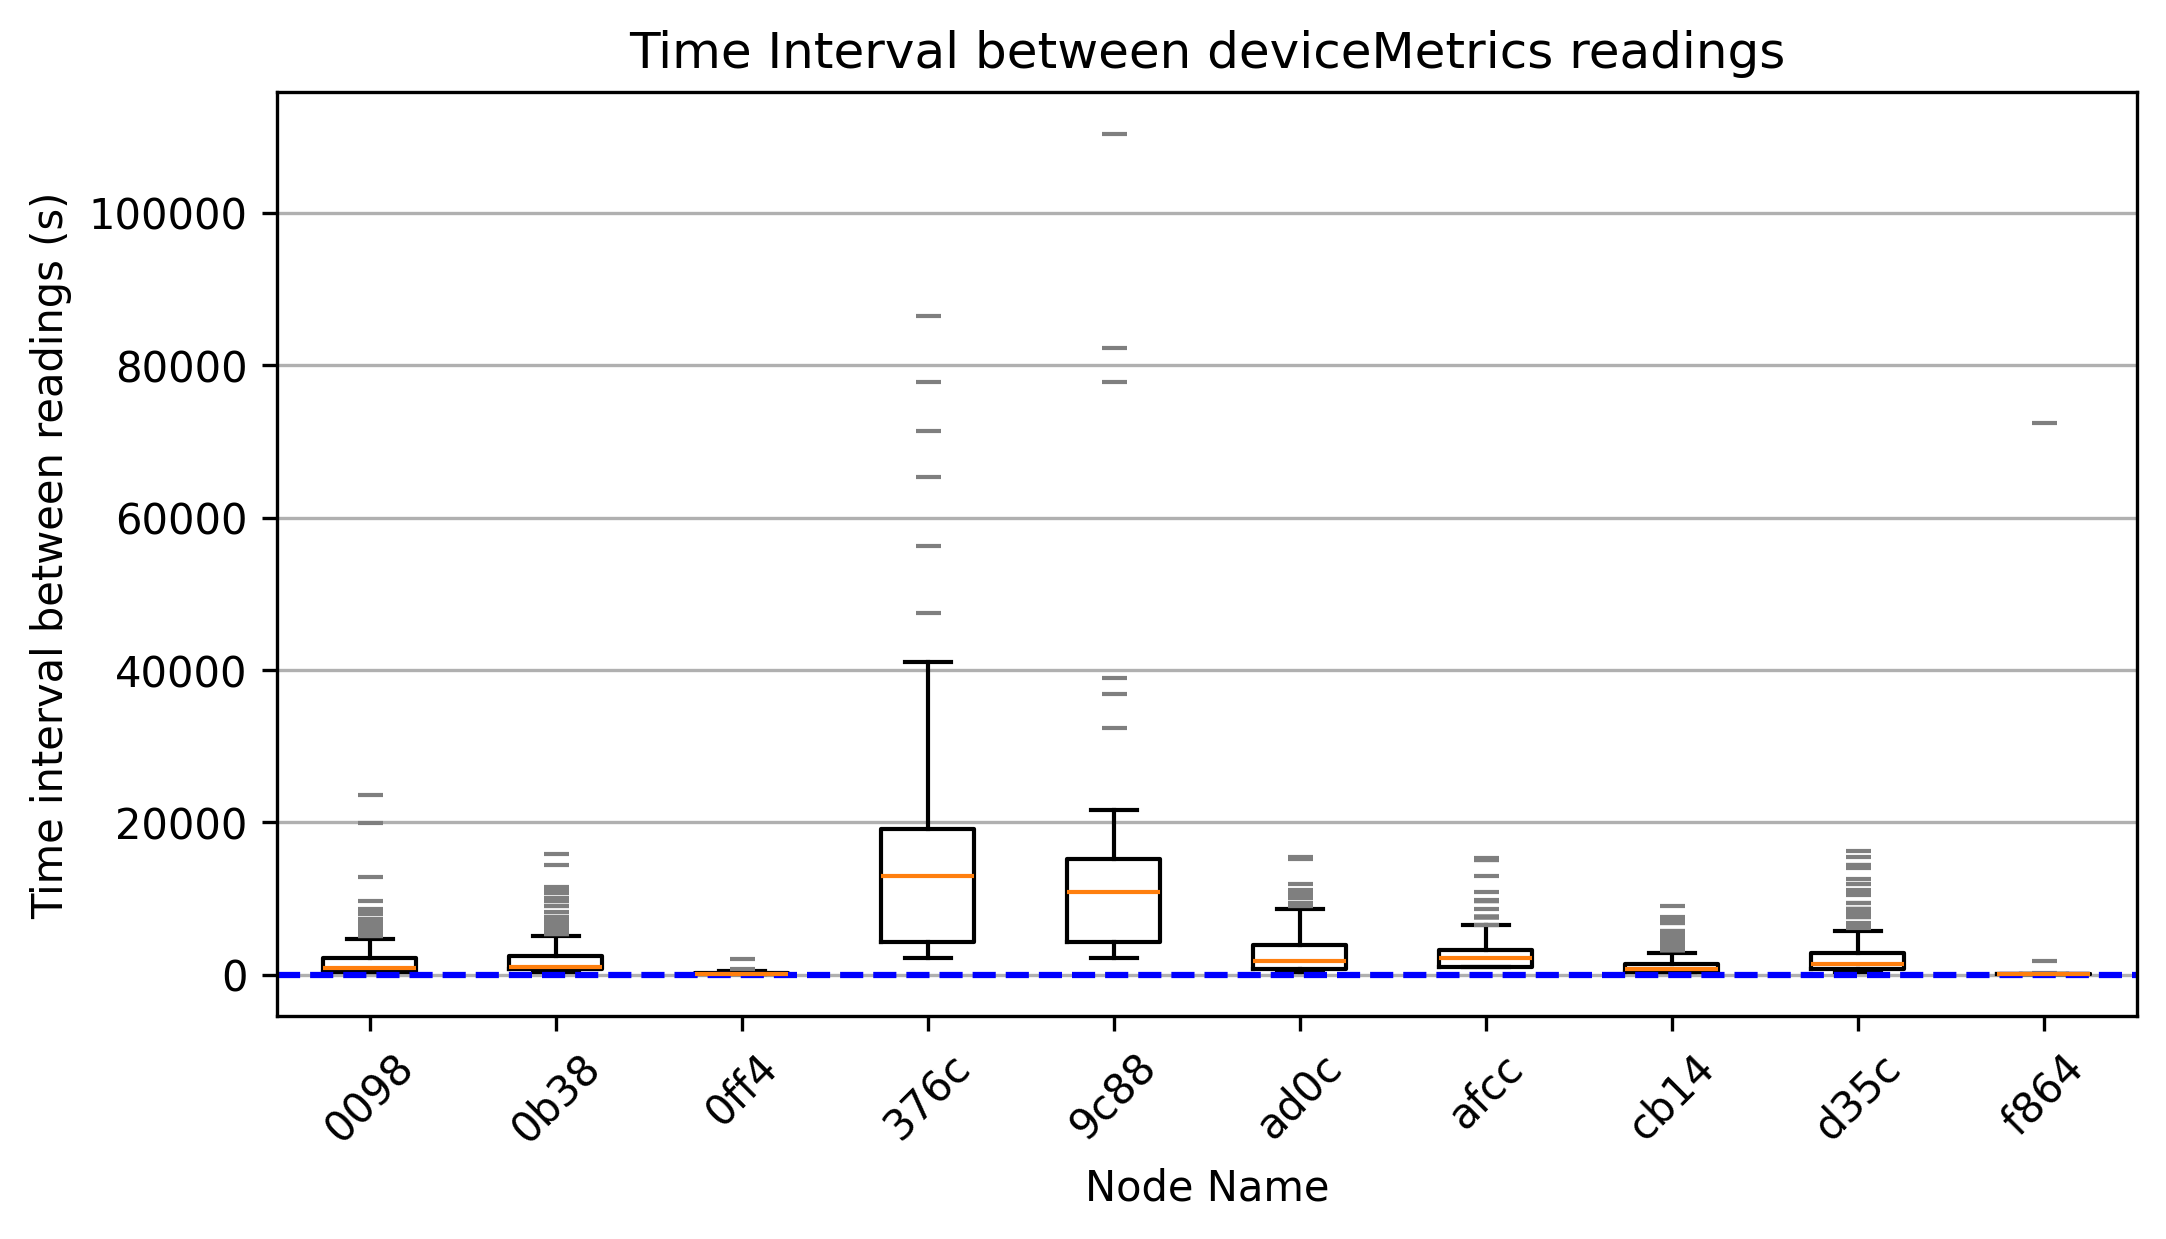 Time Interval between deviceMetrics readings
Time interval between readings (s)
100000
80000
60000
40000
20000
0
0098
0b38
0ff4
376c
9c88
ad0c
afcc
cb14
d35c
f864
Node Name